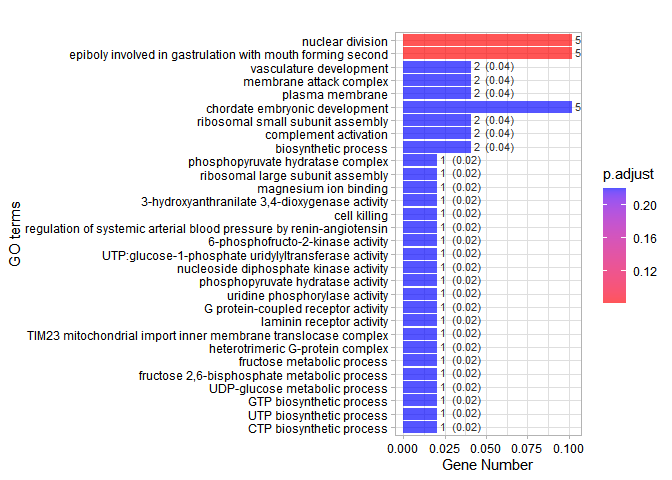 nuclear division 5
epiboly involved in gastrulation with mouth forming second 5
vasculature development 2 (0.04)
membrane attack complex 2 (0.04)
plasma membrane 2 (0.04)
chordate embryonic development 5
ribosomal small subunit assembly 2 (0.04)
complement activation 2 (0.04)
biosynthetic process 2 (0.04)
phosphopyruvate hydratase complex 1 (0.02)
ribosomal large subunit assembly 1 (0.02)
magnesium ion binding 1 (0.02)
3-hydroxyanthranilate 3,4-dioxygenase activity 1 (0.02)
cell killing 1 (0.02)
regulation of systemic arterial blood pressure by renin-angiotensin 1 (0.02)
6-phosphofructo-2-kinase activity 1 (0.02)
UTP:glucose-1-phosphate uridylyltransferase activity 1 (0.02)
nucleoside diphosphate kinase activity 1 (0.02)
phosphopyruvate hydratase activity 1 (0.02)
uridine phosphorylase activity 1 (0.02)
G protein-coupled receptor activity 1 (0.02)
laminin receptor activity 1 (0.02)
TIM23 mitochondrial import inner membrane translocase complex 1 (0.02)
heterotrimeric G-protein complex 1 (0.02)
fructose metabolic process 1 (0.02)
fructose 2,6-bisphosphate metabolic process 1 (0.02)
UDP-glucose metabolic process 1 (0.02)
GTP biosynthetic process 1 (0.02)
UTP biosynthetic process 1 (0.02)
CTP biosynthetic process 1 (0.02)
0.000 0.025 0.050 0.075 0.100
Gene Number
GO terms
p.adjust
0.20
0.16
0.12